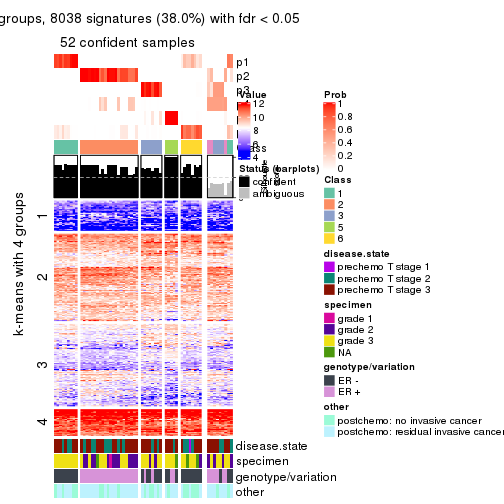 groups, 8038 signatures (38.0%) with fdr < 0.05
52 confident samples
p1
p2
p3
Value
12
10
8
6
4
Status (barplots)
confident
ambiguous
k-means with 4 groups
1
2
3
4
disease.state
specimen
genotype/variation
other
Prob
1
0.8
0.6
0.4
0.2
0
Class
1
2
3
5
6
disease.state
prechemo T stage 1
prechemo T stage 2
prechemo T stage 3
specimen
grade 1
grade 2
grade 3
NA
genotype/variation
ER -
ER +
other
postchemo: no invasive cancer
postchemo: residual invasive cancer